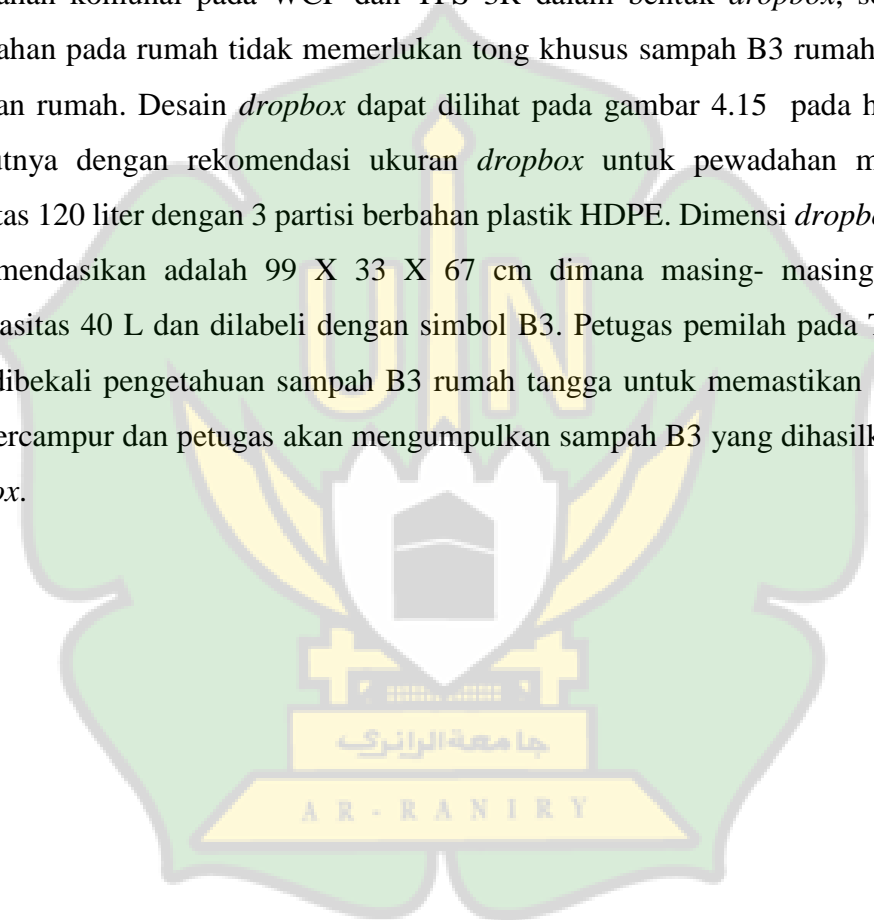 ahan komunal pada WCP dan TPS 3R dalam bentuk dropbox, se
ahan pada rumah tidak memerlukan tong khusus sampah B3 rumah
an rumah. Desain dropbox dapat dilihat pada gambar 4.15 pada h
utnya dengan rekomendasi ukuran dropbox untuk pewadahan m
tas 120 liter dengan 3 partisi berbahan plastik HDPE. Dimensi dropb
mendasikan adalah 99 X 33 X 67 cm dimana masing- masing
asitas 40 L dan dilabeli dengan simbol B3. Petugas pemilah pada T
dibekali pengetahuan sampah B3 rumah tangga untuk memastikan
ercampur dan petugas akan mengumpulkan sampah B3 yang dihasilk
ox.
UIN
جامعة الرانري
AR-RANIRY